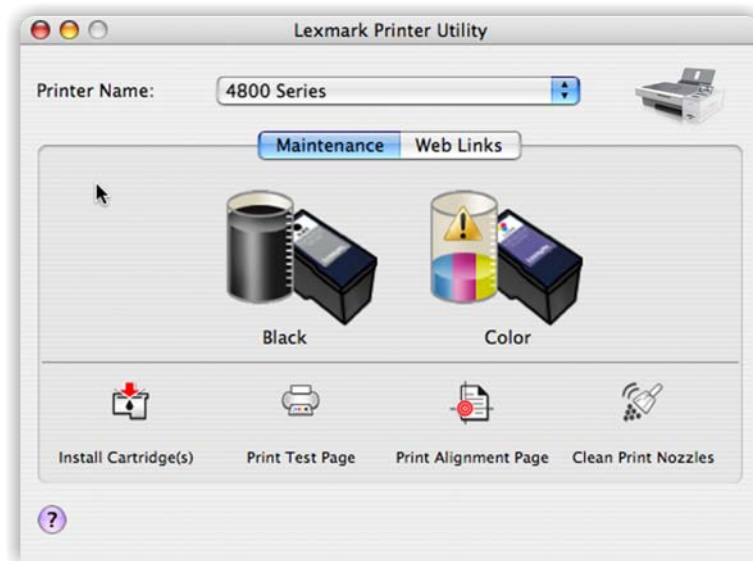 Lexmark Printer Utility
Printer Name:
4800 Series
Maintenance
Web Links
Black
Color
Install Cartridge(s)
Print Test Page
Print Alignment Page
Clean Print Nozzles
?